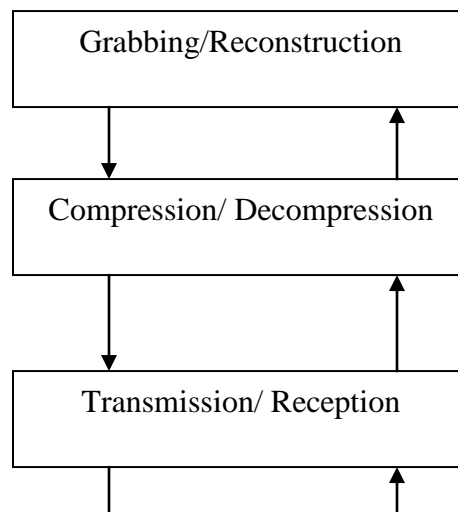 Grabbing/Reconstruction
Compression/ Decompression
Transmission/ Reception